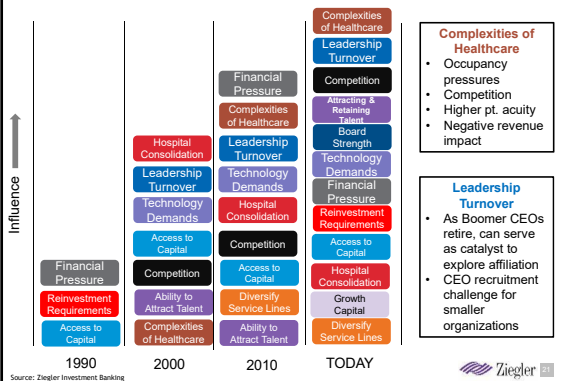 Influence
Financial
Pressure
Reinvestment
Requirements
Access to
Capital
1990
Hospital
Consolidation
Leadership
Turnover
Technology
Demands
Access to
Capital
Competition
Ability to
Attract Talent
Complexities
of Healthcare
2000
Financial
Pressure
Complexities
of Healthcare
Leadership
Turnover
Technology
Demands
Hospital
Consolidation
Competition
Access to
Capital
Diversify
Service Lines
Ability to
Attract Talent
2010
Complexities
of Healthcare
Leadership
Turnover
Competition
Attracting &
Retaining
Talent
Board
Strength
Technology
Demands
Financial
Pressure
Reinvestment
Requirements
Access to
Capital
Hospital
Consolidation
Growth
Capital
Diversify
Service Lines
TODAY
Complexities of
Healthcare
• Occupancy
pressures
• Competition
• Higher pt. acuity
• Negative revenue
impact
Leadership
Turnover
• As Boomer CEOs
retire, can serve
as catalyst to
explore affiliation
• CEO recruitment
challenge for
smaller
organizations
Source: Ziegler Investment Banking
Ziegler 21